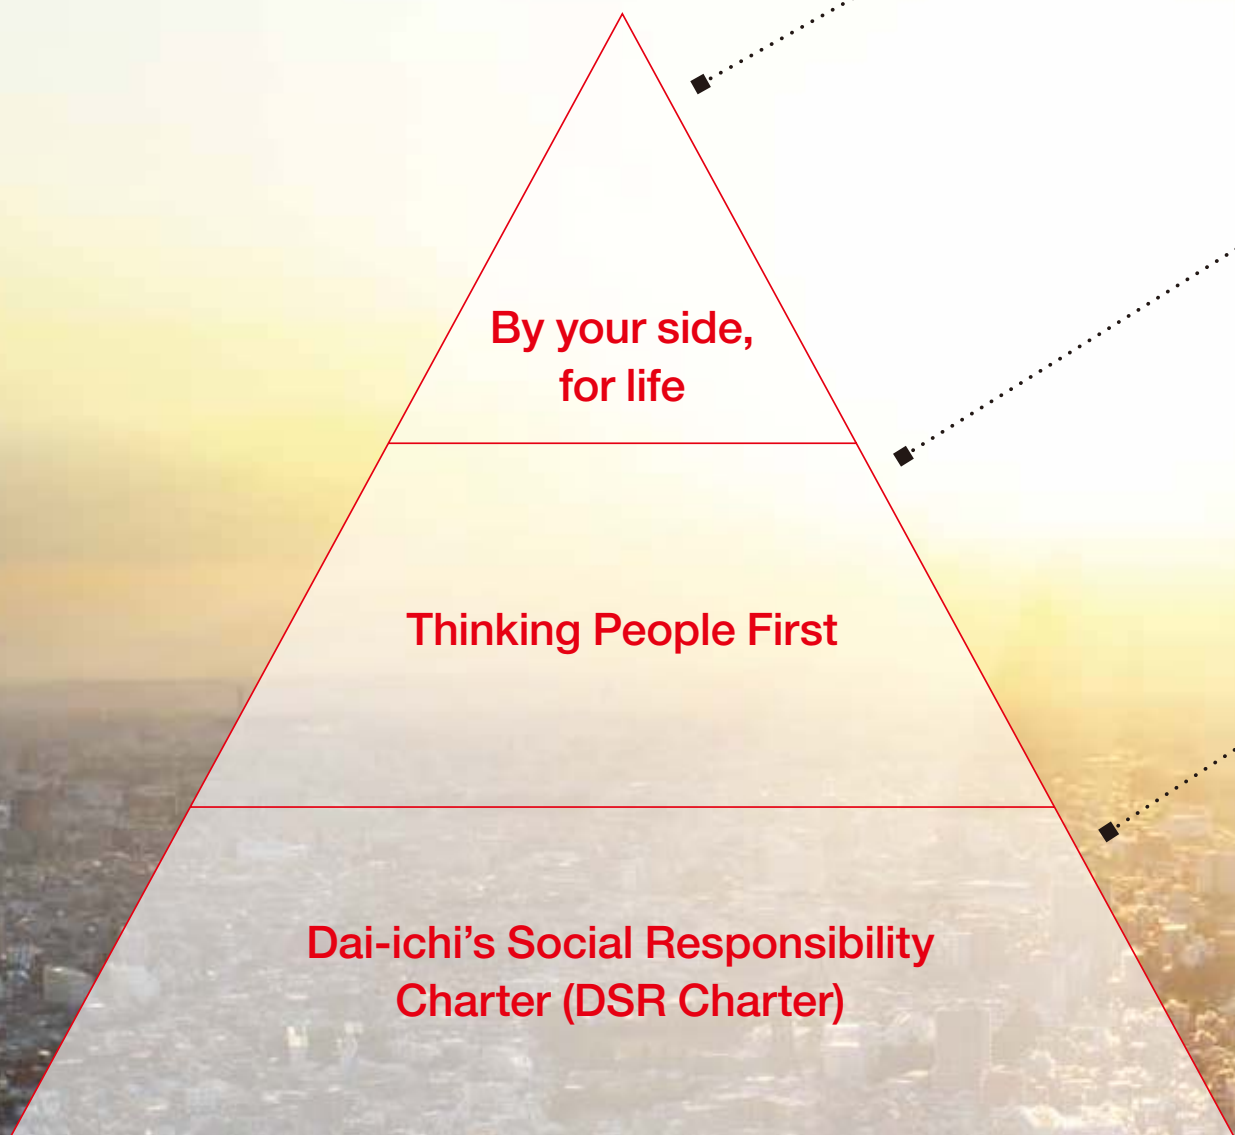 By your side,
for life
Thinking People First
Dai-ichi’s Social Responsibility
Charter (DSR Charter)